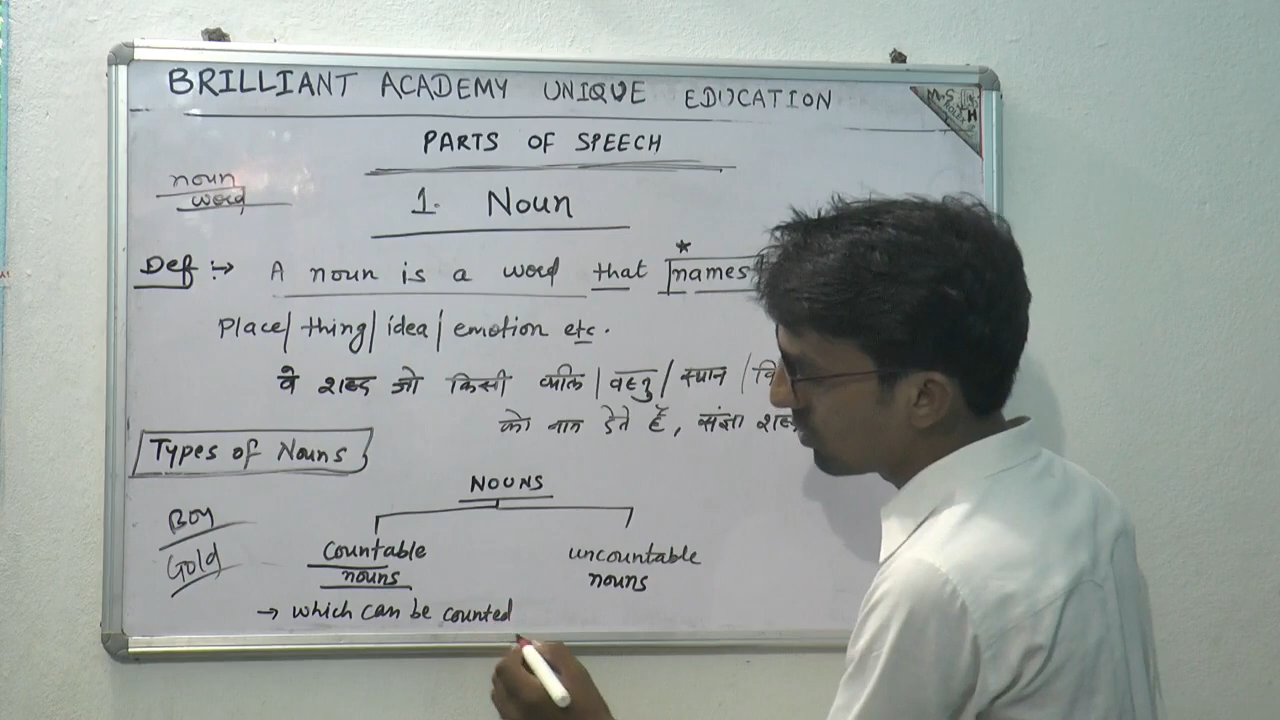 BRILLIANT ACADEMY UNIQUE EDUCATION
M.S
PARTS OF SPEECH
noun
word
1. Noun
Def :→ A noun is a word that names
Place/ thing/ idea/ emotion etc.
वे शब्द जो किसी व्यक्ति / वस्तु / स्थान / वि
को नाम देते हैं, संज्ञा शब्
Types of Nouns
NOUNS
Boy
Gold
Countable nouns
uncountable nouns
→ which can be counted